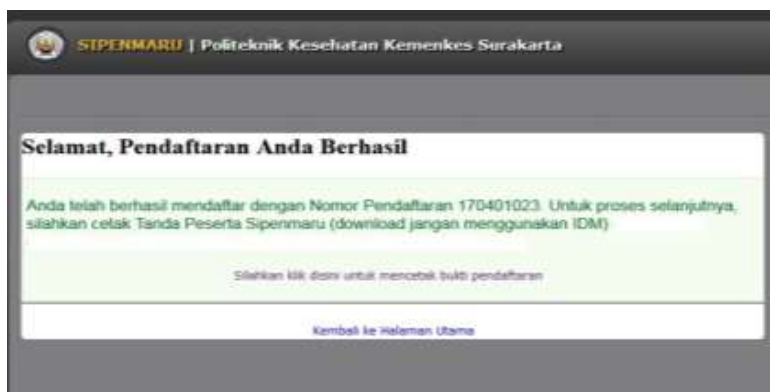 SIPENMARU | Politeknik Kesehatan Kemenkes Surakarta
Selamat, Pendaftaran Anda Berhasil
Anda telah berhasil mendaftar dengan Nomor Pendaftaran 170401023. Untuk proses selanjutnya,
silahkan cetak Tanda Peserta Sipenmaru (download jangan menggunakan IDM)
Silahkan klik disini untuk mencetak bukti pendaftaran
Kembali ke Halaman Utama